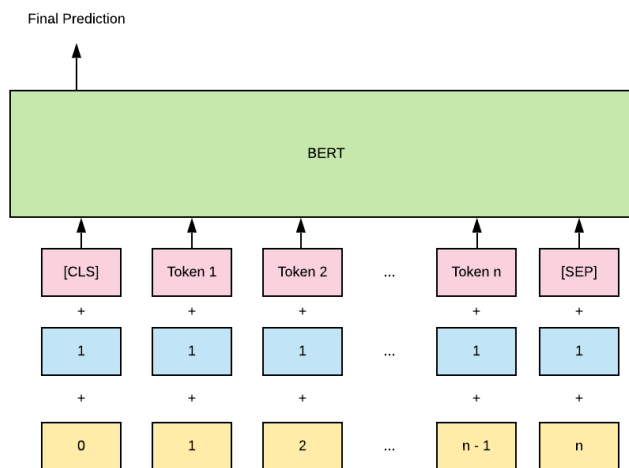 Final Prediction
BERT
[CLS] Token 1 Token 2 ... Token n [SEP]
+ + + + +
1 1 1 ... 1 1
+ + + + +
0 1 2 ... n - 1 n